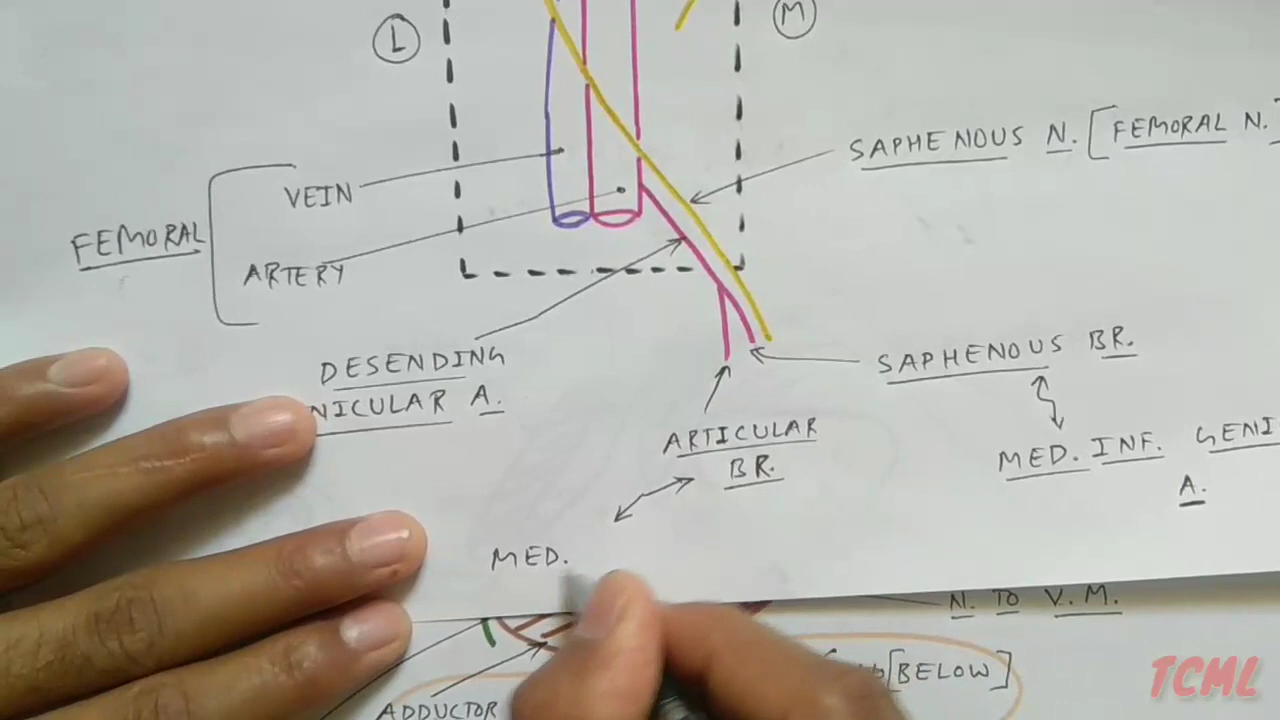 L
M
SAPHENOUS N. [FEMORAL N.]
VEIN
FEMORAL
ARTERY
DESENDING
NICULAR A.
SAPHENOUS BR.
ARTICULAR
BR.
MED. INF. GENI
A.
MED.
N. TO V.M.
[BELOW]
ADDUCTOR
TCML